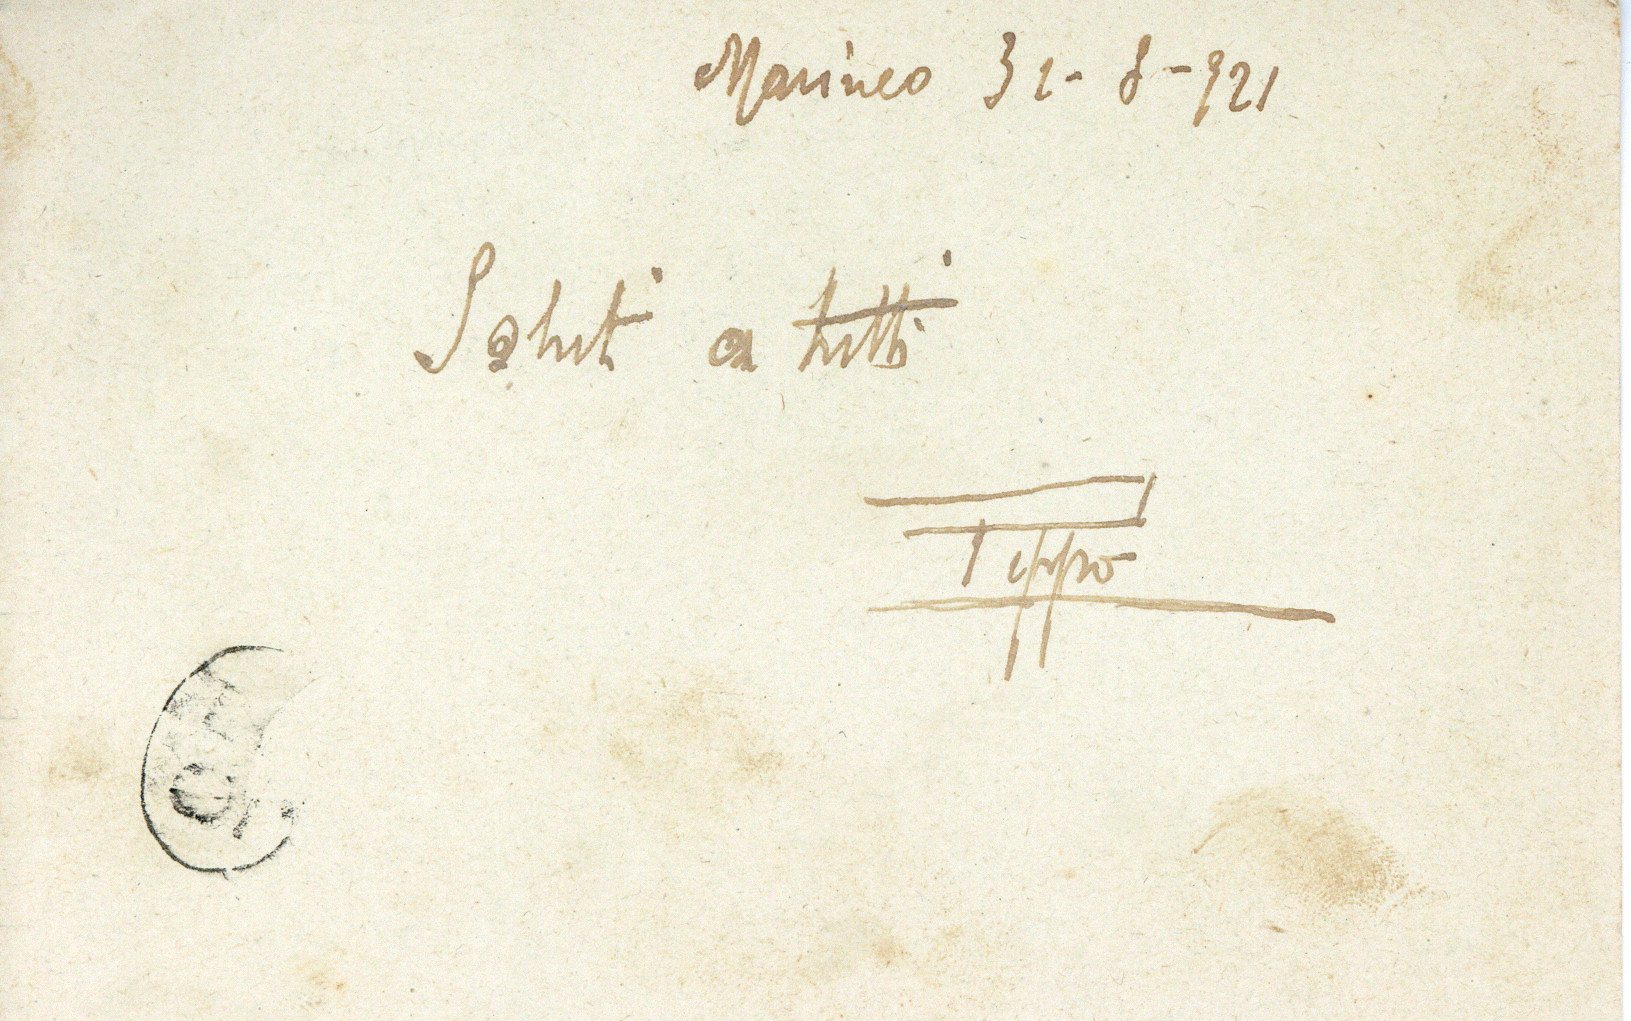 Marineo 31-8-921
Saluti a tutti
Peppo